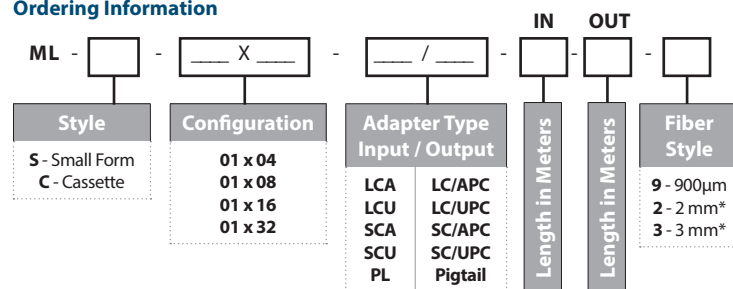 Ordering Information
IN OUT
ML - - ____ X ____ - ____ / ____ - - -
Style
S - Small Form
C - Cassette
Configuration
01 x 04
01 x 08
01 x 16
01 x 32
Adapter Type
Input / Output
LCA LC/APC
LCU LC/UPC
SCA SC/APC
SCU SC/UPC
PL Pigtail
Length in Meters
Length in Meters
Fiber
Style
9 - 900µm
2 - 2 mm*
3 - 3 mm*